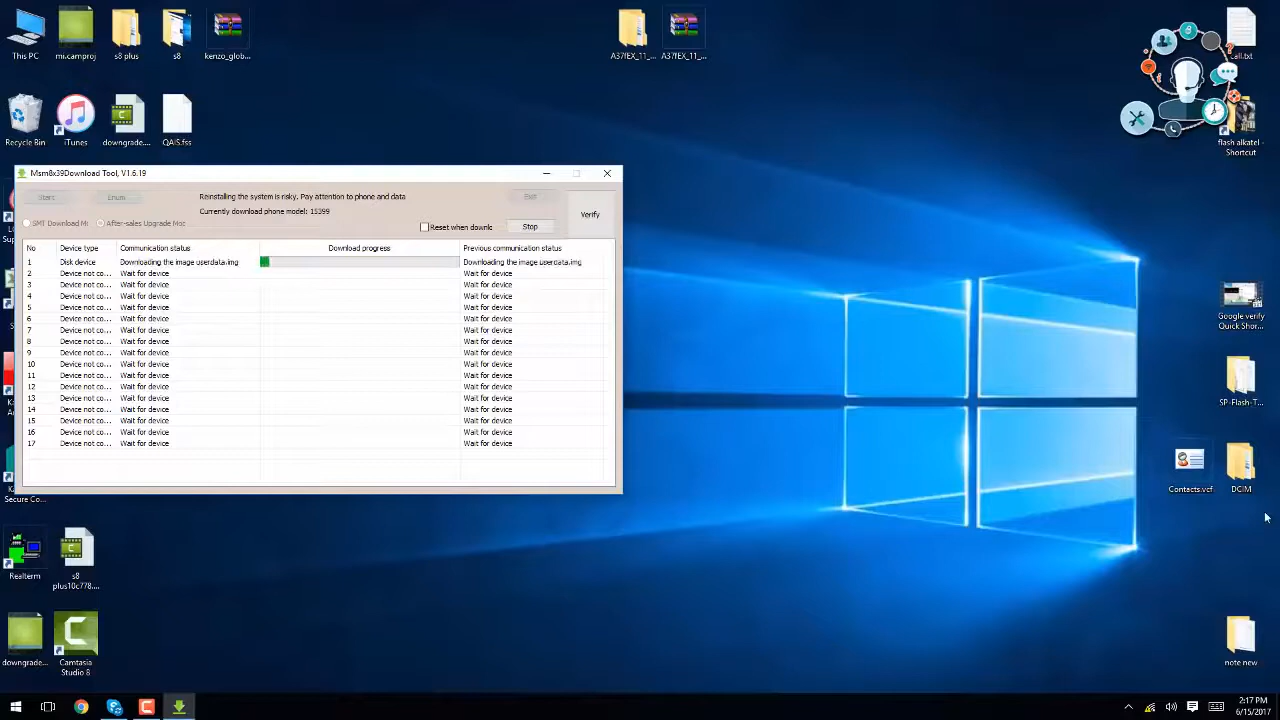 This PC
mi.camproj
s8 plus
s8
kenzo_glob...
A37fEX_11_...
A37fEX_11_...
call.txt
Recycle Bin
iTunes
downgrade...
QAIS.fss
flash alkatel -
Shortcut
Msm8x39Download Tool, V1.6.19
Start
Enum
Reinstalling the system is risky. Pay attention to phone and data
Exit
Verify
Currently download phone model: 15399
SMT Download M
After-sales Upgrade Mod
Reset when downlo
Stop
No Device type Communication status Download progress Previous communication status
1 Disk device Downloading the image userdata.img Downloading the image userdata.img
2 Device not co... Wait for device Wait for device
3 Device not co... Wait for device Wait for device
4 Device not co... Wait for device Wait for device
5 Device not co... Wait for device Wait for device
6 Device not co... Wait for device Wait for device
7 Device not co... Wait for device Wait for device
8 Device not co... Wait for device Wait for device
9 Device not co... Wait for device Wait for device
10 Device not co... Wait for device Wait for device
11 Device not co... Wait for device Wait for device
12 Device not co... Wait for device Wait for device
13 Device not co... Wait for device Wait for device
14 Device not co... Wait for device Wait for device
15 Device not co... Wait for device Wait for device
16 Device not co... Wait for device Wait for device
17 Device not co... Wait for device Wait for device
Google verify
Quick Shor...
SP-Flash-T...
Contacts.vcf
DCIM
Secure Co...
Realterm
s8
plus10c778....
downgrade...
Camtasia
Studio 8
note new
2:17 PM
6/15/2017